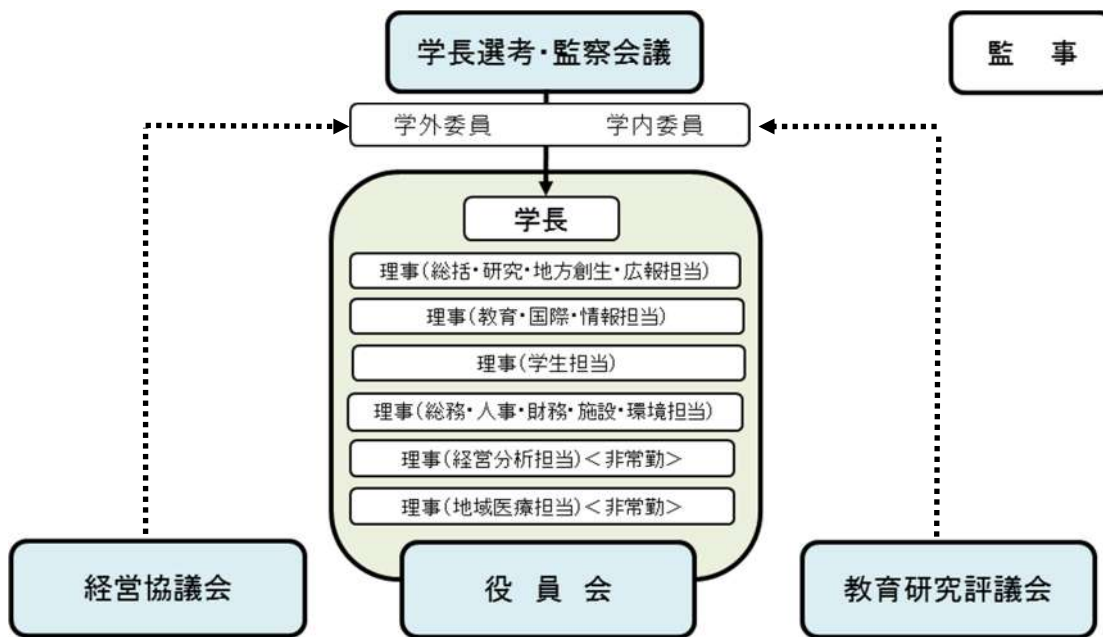 学長選考・監察会議
監　事
学外委員　学内委員
学長
理事(総括・研究・地方創生・広報担当)
理事(教育・国際・情報担当)
理事(学生担当)
理事(総務・人事・財務・施設・環境担当)
理事(経営分析担当)＜非常勤＞
理事(地域医療担当)＜非常勤＞
経営協議会
役　員　会
教育研究評議会